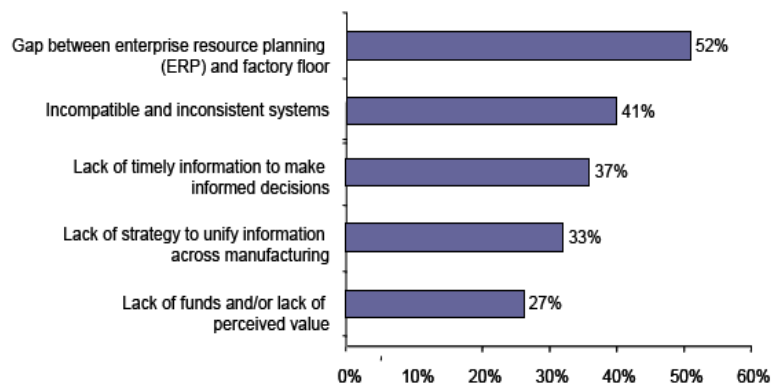 Gap between enterprise resource planning
(ERP) and factory floor
52%
Incompatible and inconsistent systems
41%
Lack of timely information to make
informed decisions
37%
Lack of strategy to unify information
across manufacturing
33%
Lack of funds and/or lack of
perceived value
27%
0% 10% 20% 30% 40% 50% 60%